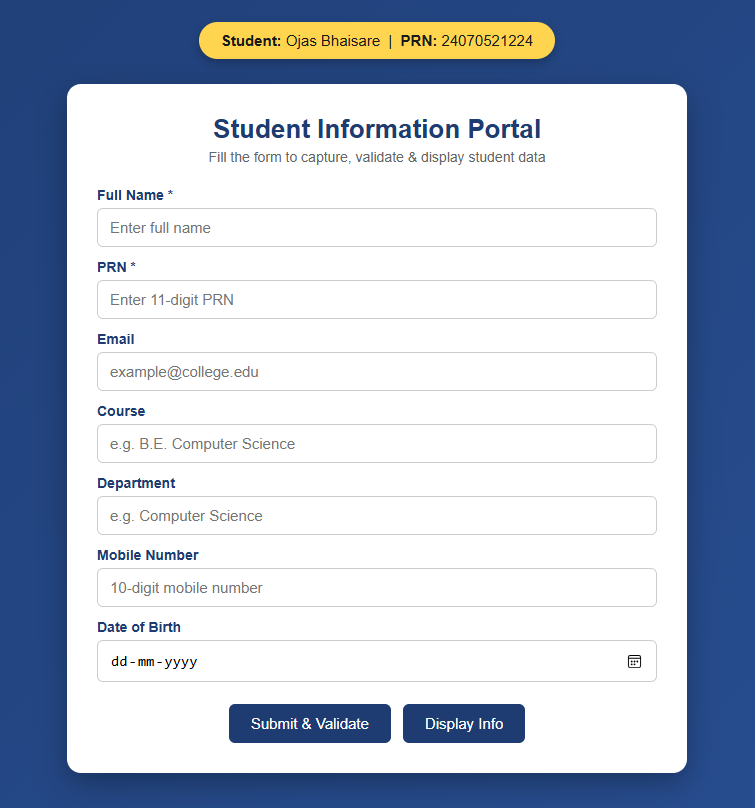 Student: Ojas Bhaisare | PRN: 24070521224
Student Information Portal
Fill the form to capture, validate & display student data
Full Name *
Enter full name
PRN *
Enter 11-digit PRN
Email
example@college.edu
Course
e.g. B.E. Computer Science
Department
e.g. Computer Science
Mobile Number
10-digit mobile number
Date of Birth
dd-mm-yyyy
Submit & Validate Display Info